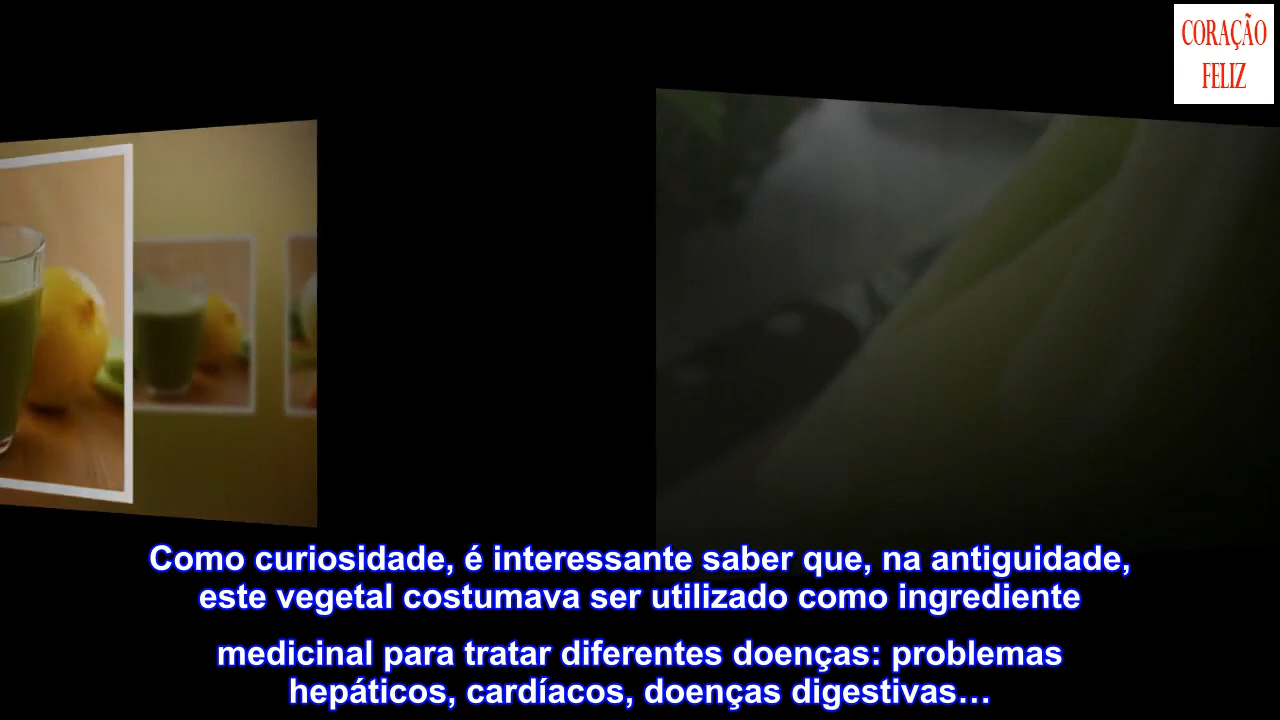 CORAÇÃO
FELIZ
Como curiosidade, é interessante saber que, na antiguidade,
este vegetal costumava ser utilizado como ingrediente
medicinal para tratar diferentes doenças: problemas
hepáticos, cardíacos, doenças digestivas…